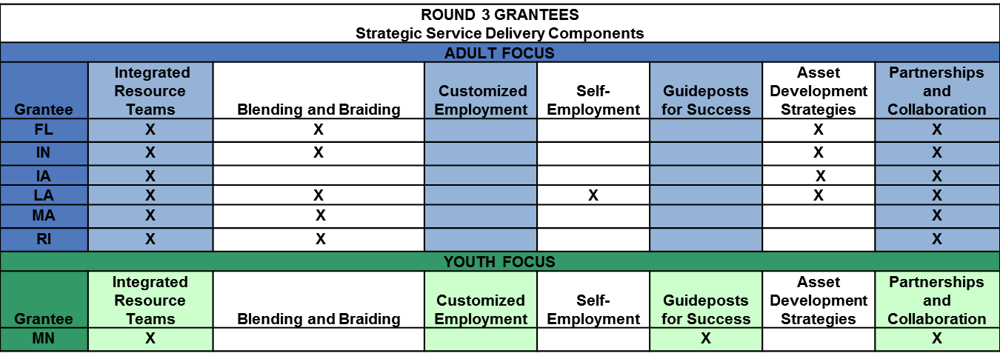 ROUND 3 GRANTEES
Strategic Service Delivery Components
ADULT FOCUS
Grantee Integrated Resource Teams Blending and Braiding Customized Employment Self-Employment Guideposts for Success Asset Development Strategies Partnerships and Collaboration
FL X X X X
IN X X X X
IA X X X
LA X X X X X
MA X X X
RI X X X
YOUTH FOCUS
Grantee Integrated Resource Teams Blending and Braiding Customized Employment Self-Employment Guideposts for Success Asset Development Strategies Partnerships and Collaboration
MN X X X